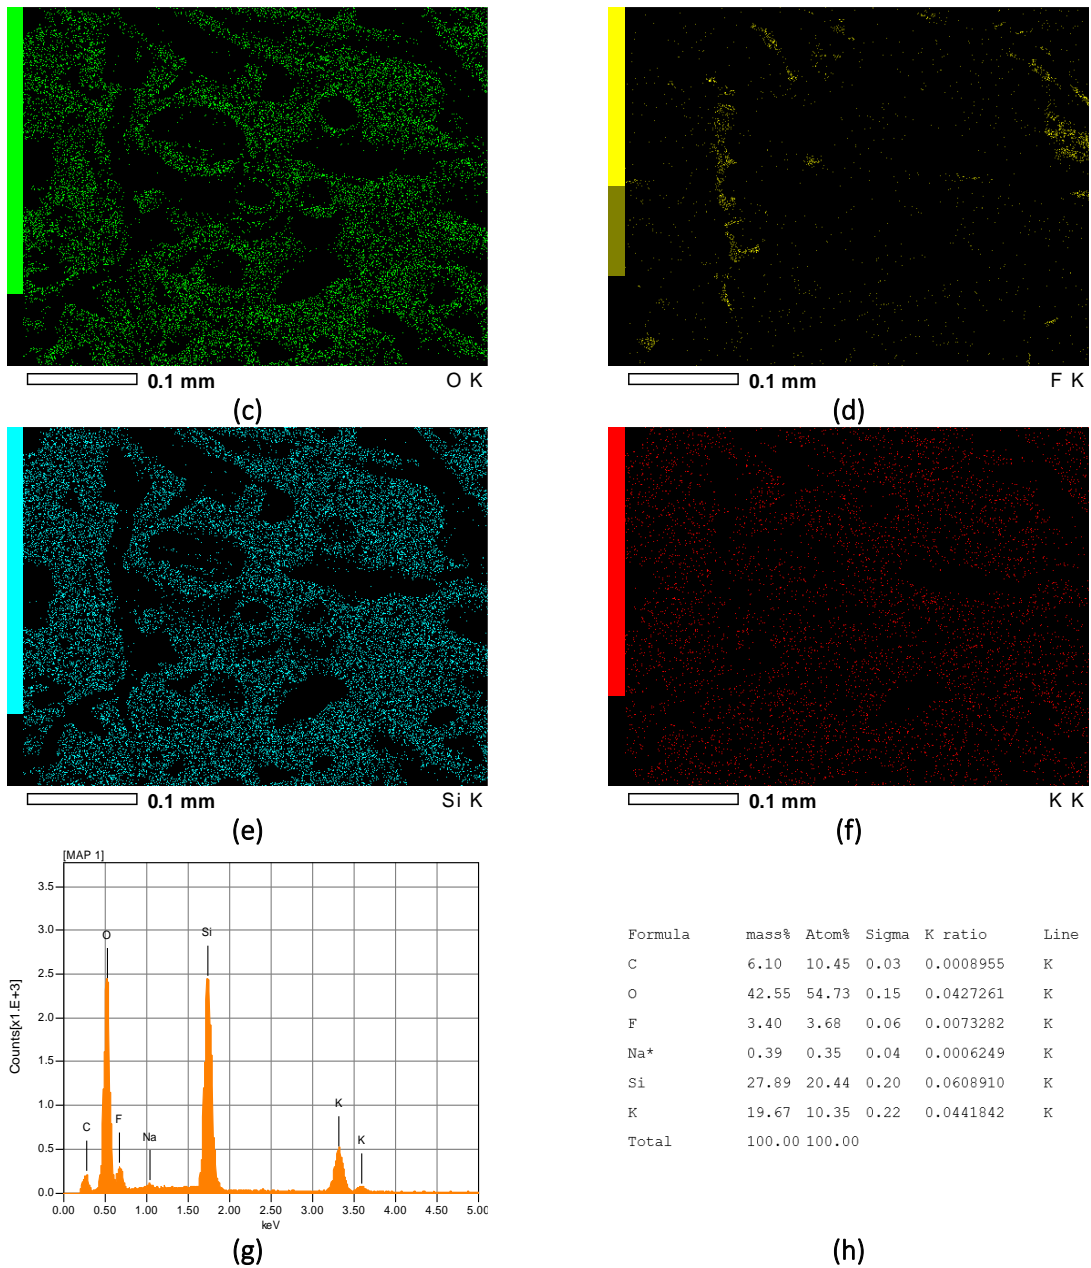 0.1 mm O K
0.1 mm F K
(c)
(d)
0.1 mm Si K
0.1 mm K K
(e)
(f)
[MAP 1]
Counts[x1.E+3]
3.5
3.0
2.5
2.0
1.5
1.0
0.5
0.0
C
O
F
Na
Si
K
K
0.00 0.50 1.00 1.50 2.00 2.50 3.00 3.50 4.00 4.50 5.00
keV
(g)
Formula mass% Atom% Sigma K ratio Line
C 6.10 10.45 0.03 0.0008955 K
O 42.55 54.73 0.15 0.0427261 K
F 3.40 3.68 0.06 0.0073282 K
Na* 0.39 0.35 0.04 0.0006249 K
Si 27.89 20.44 0.20 0.0608910 K
K 19.67 10.35 0.22 0.0441842 K
Total 100.00 100.00
(h)